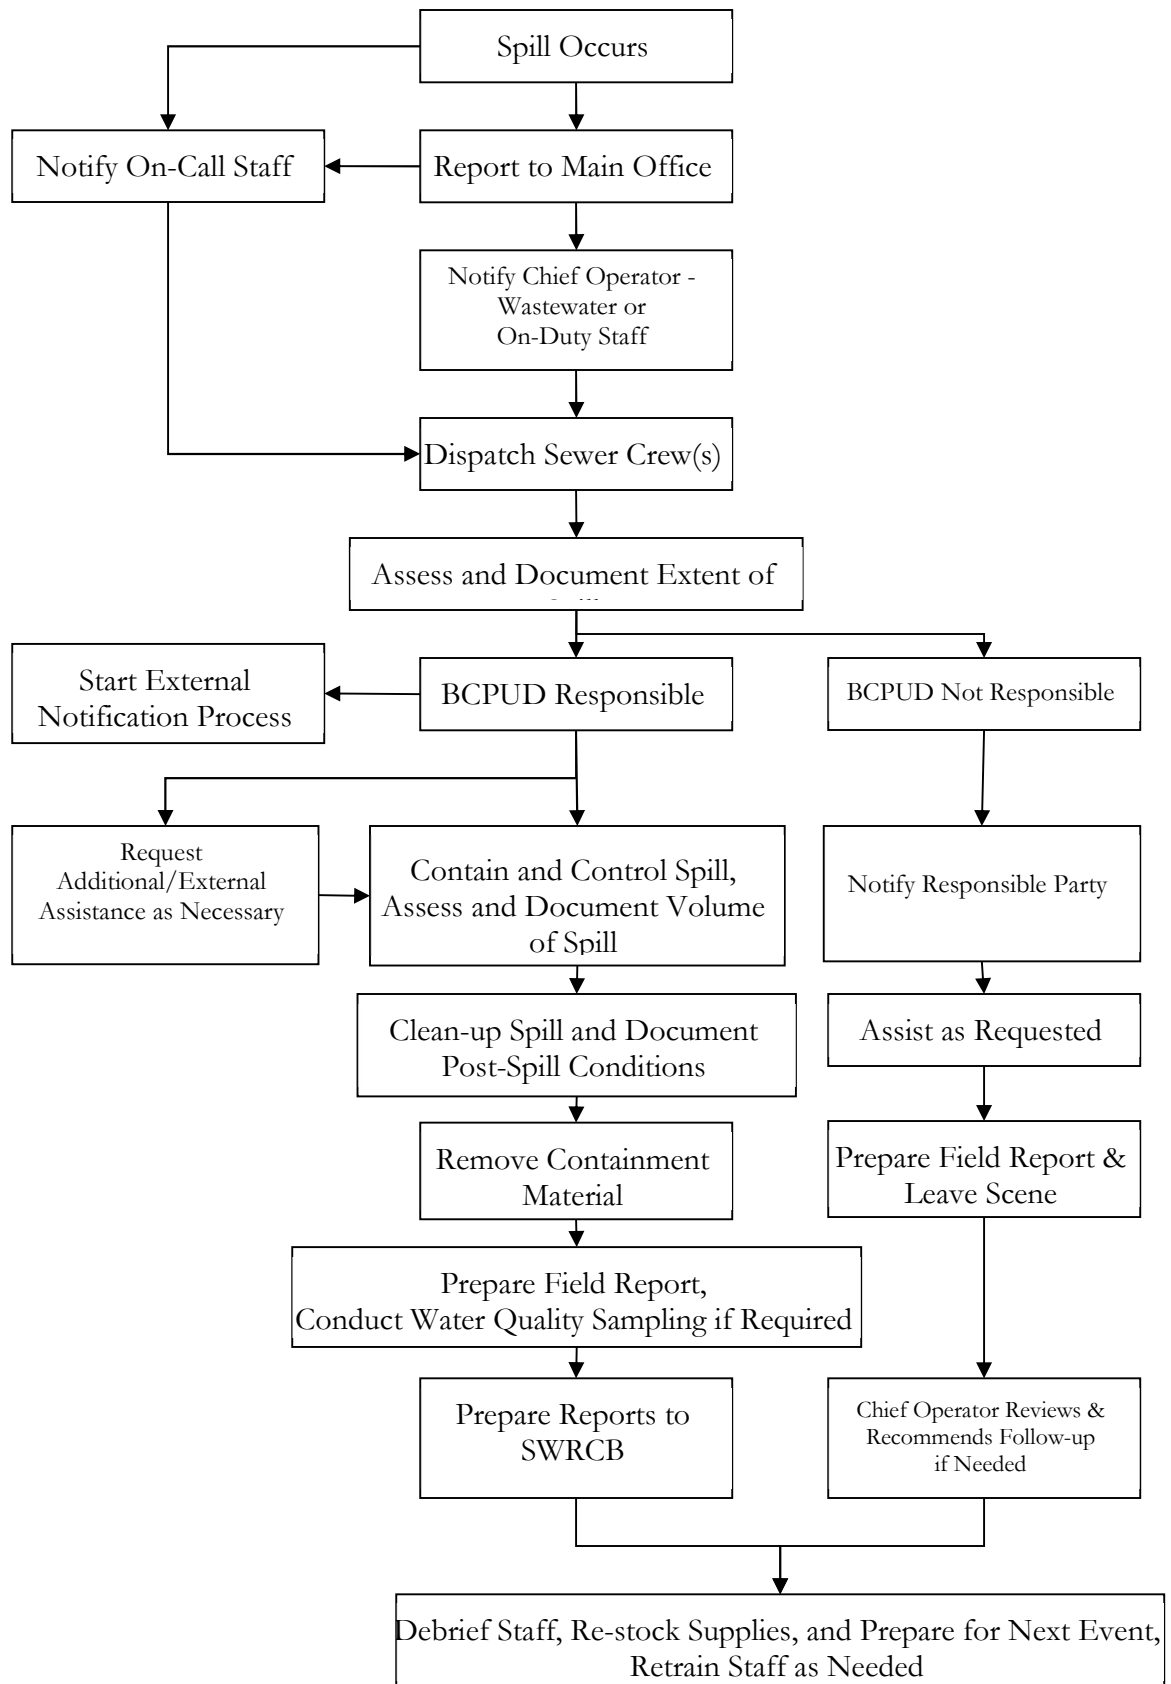 Spill Occurs
Notify On-Call Staff
Report to Main Office
Notify Chief Operator -
Wastewater or
On-Duty Staff
Dispatch Sewer Crew(s)
Assess and Document Extent of
Start External
Notification Process
BCPUD Responsible
BCPUD Not Responsible
Request
Additional/External
Assistance as Necessary
Contain and Control Spill,
Assess and Document Volume
of Spill
Notify Responsible Party
Clean-up Spill and Document
Post-Spill Conditions
Assist as Requested
Remove Containment
Material
Prepare Field Report &
Leave Scene
Prepare Field Report,
Conduct Water Quality Sampling if Required
Prepare Reports to
SWRCB
Chief Operator Reviews &
Recommends Follow-up
if Needed
Debrief Staff, Re-stock Supplies, and Prepare for Next Event,
Retrain Staff as Needed